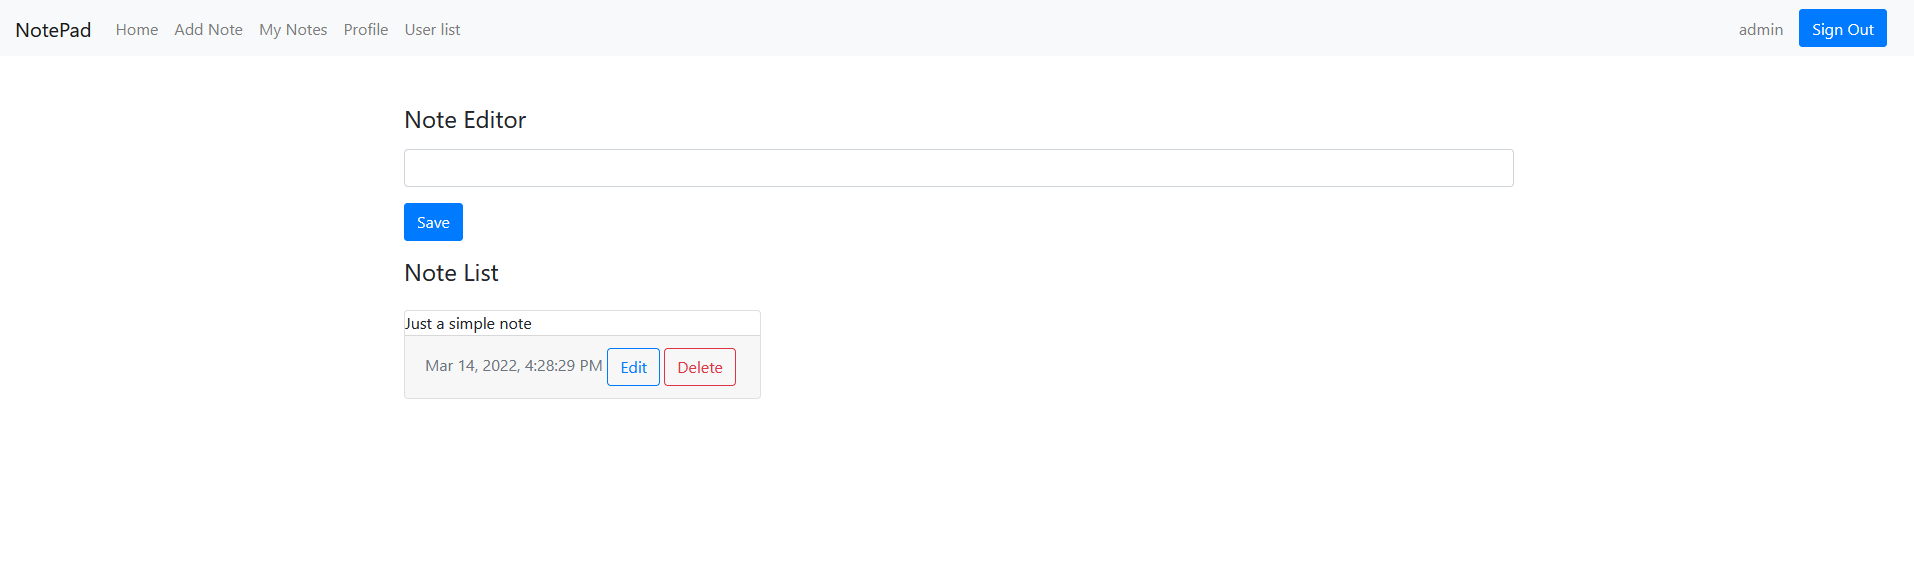 NotePad Home Add Note My Notes Profile User list admin Sign Out
Note Editor
Save
Note List
Just a simple note
Mar 14, 2022, 4:28:29 PM Edit Delete